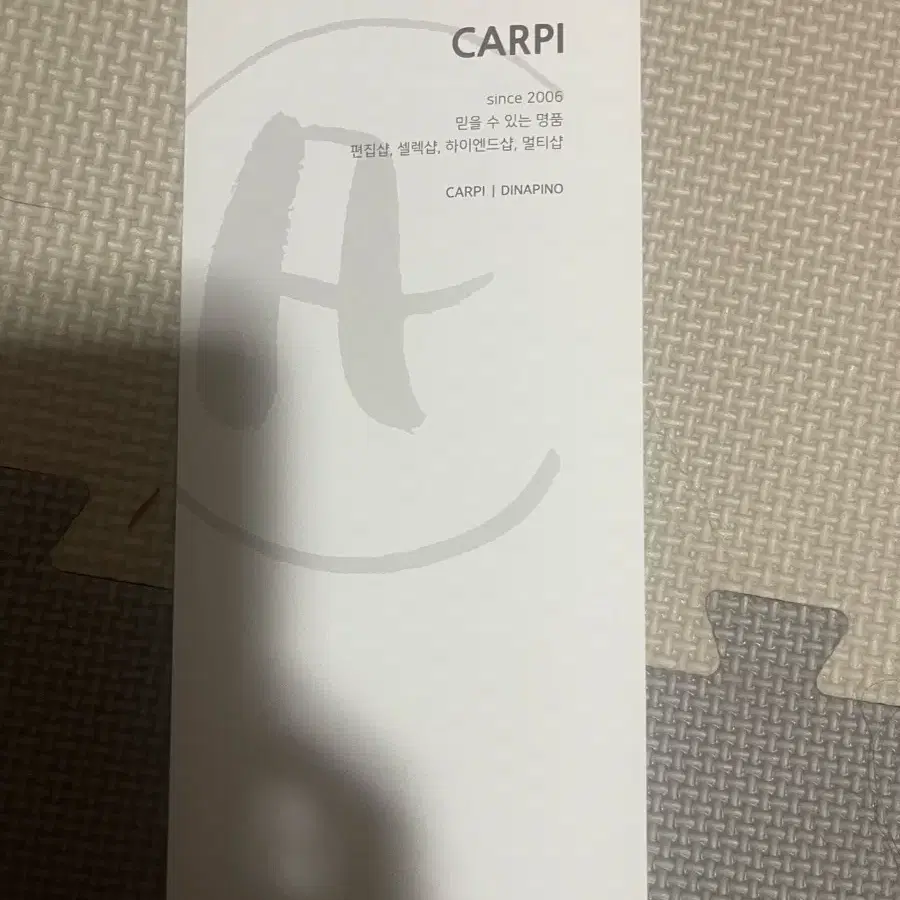 CARPI
since 2006
믿을 수 있는 명품
편집샵, 셀렉샵, 하이엔드샵, 멀티샵
CARPI | DINAPINO